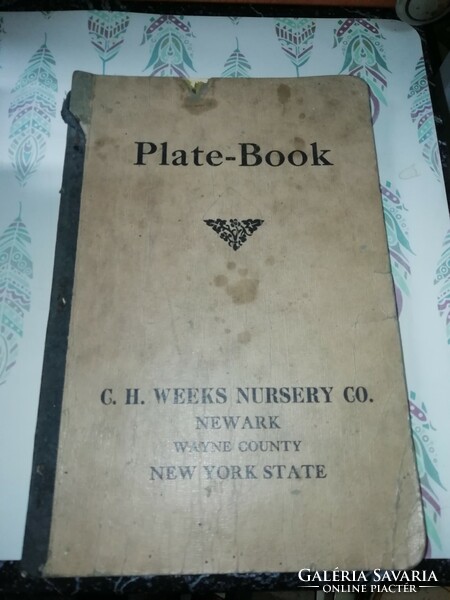 Plate-Book
C. H. WEEKS NURSERY CO.
NEWARK
WAYNE COUNTY
NEW YORK STATE
GALÉRIA SAVARIA
ONLINE PIACTÉR